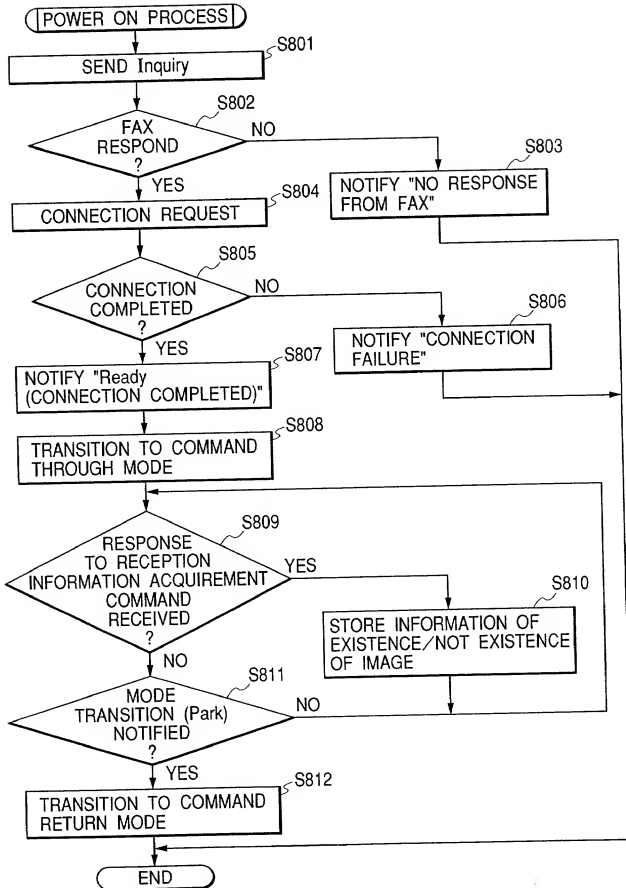 POWER ON PROCESS
S801
SEND Inquiry
S802
FAX
RESPOND
?
NO
YES
S803
NOTIFY "NO RESPONSE
FROM FAX"
S804
CONNECTION REQUEST
S805
CONNECTION
COMPLETED
?
NO
YES
S806
NOTIFY "CONNECTION
FAILURE"
S807
NOTIFY "Ready
(CONNECTION COMPLETED)"
S808
TRANSITION TO COMMAND
THROUGH MODE
S809
RESPONSE
TO RECEPTION
INFORMATION ACQUIREMENT
COMMAND
RECEIVED
?
YES
NO
S810
STORE INFORMATION OF
EXISTENCE/NOT EXISTENCE
OF IMAGE
S811
MODE
TRANSITION (Park)
NOTIFIED
?
NO
YES
S812
TRANSITION TO COMMAND
RETURN MODE
END